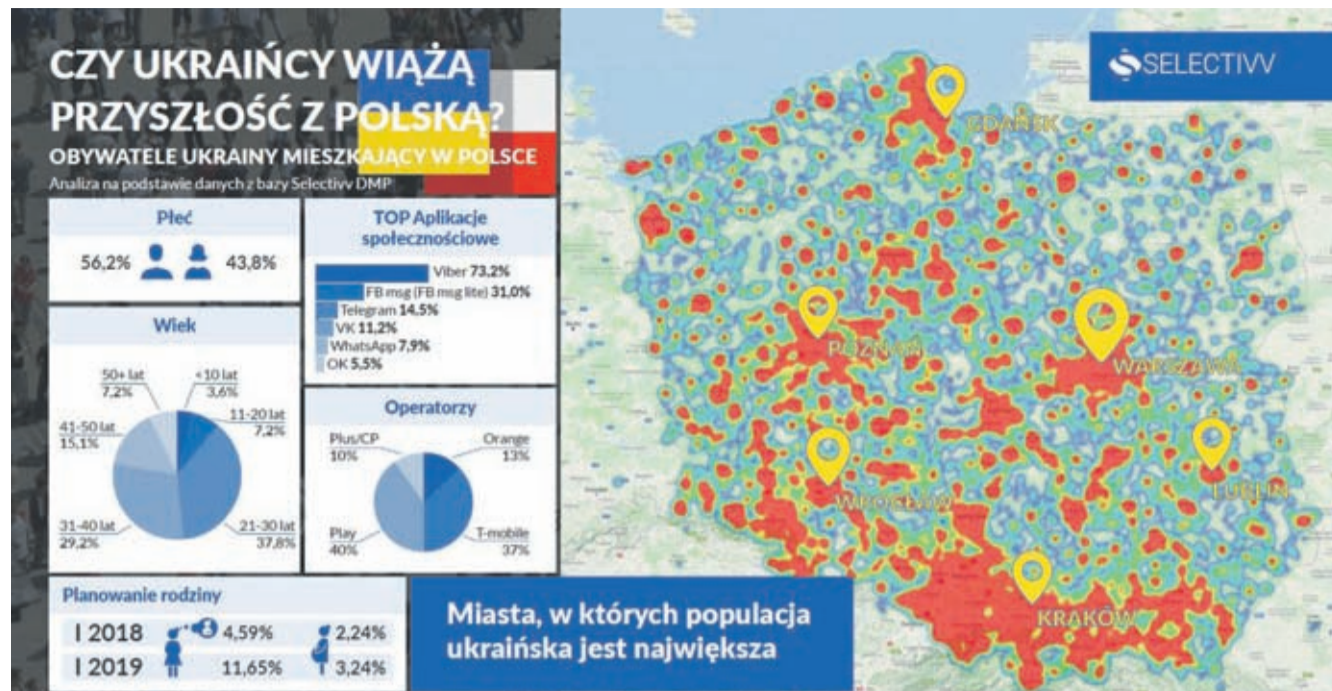 CZY UKRAIŃCY WIĄŻĄ
PRZYSZŁOŚĆ Z POLSKĄ?
OBYWATELE UKRAINY MIESZKAJĄCY W POLSCE
Analiza na podstawie danych z bazy Selectivv DMP
Płeć
56,2%
43,8%
TOP Aplikacje
społecznościowe
Viber 73,2%
FB msg (FB msg lite) 31,0%
Telegram 14,5%
VK 11,2%
WhatsApp 7,9%
OK 5,5%
Wiek
50+ lat
7,2%
<10 lat
3,6%
11-20 lat
7,2%
41-50 lat
15,1%
31-40 lat
29,2%
21-30 lat
37,8%
Operatorzy
Plus/CP
10%
Orange
13%
Play
40%
T-mobile
37%
Planowanie rodziny
I 2018 4,59% 2,24%
I 2019 11,65% 3,24%
Miasta, w których populacja
ukraińska jest największa
SELECTIVV
GDAŃSK
POZNAŃ
WARSZAWA
WROCŁAW
LUBLIN
KRAKÓW